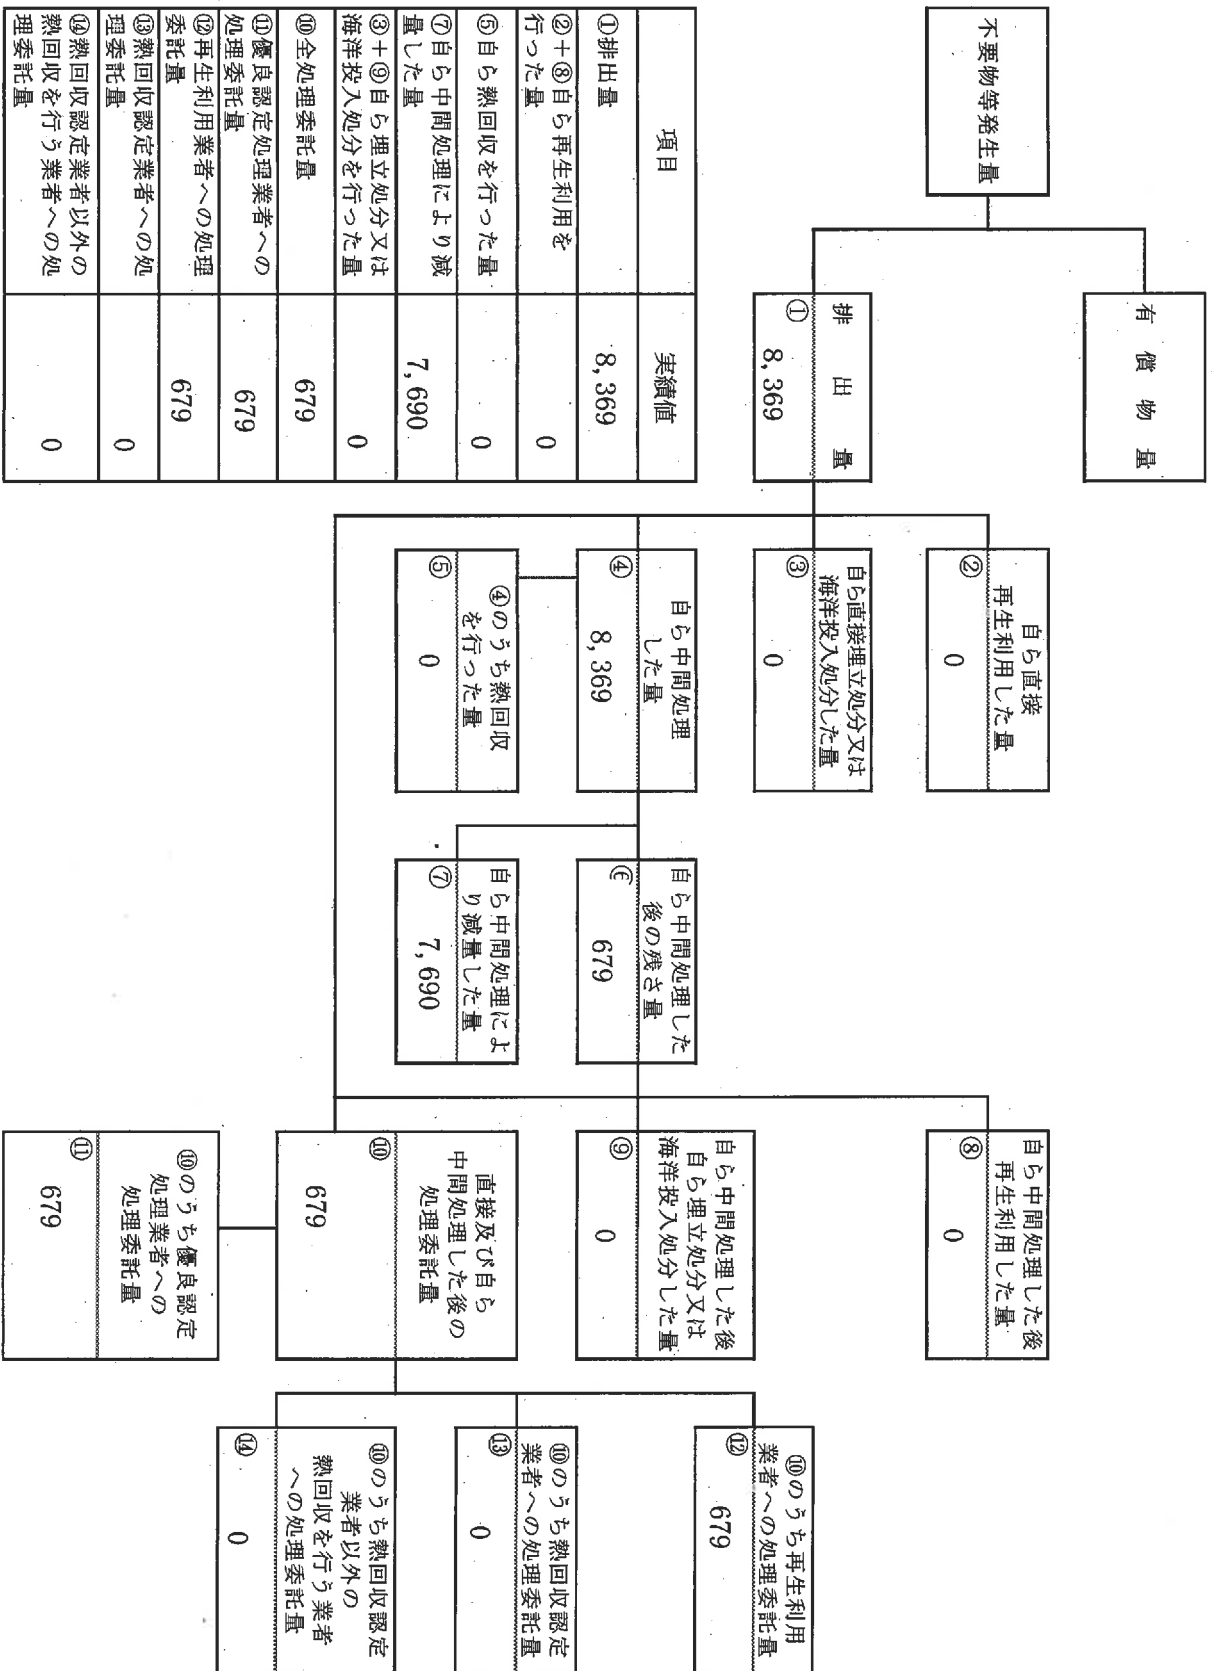 不要物等発生量
有償物量
排出量
①
8,369
自ら直接
再生利用した量
②
0
自ら直接埋立処分又は
海洋投入処分した量
③
0
自ら中間処理
した量
④
8,369
④のうち熱回収
を行った量
⑤
0
自ら中間処理した
後の残さ量
679
自ら中間処理によ
り減量した量
⑦
7,690
自ら中間処理した後
再生利用した量
⑧
0
自ら中間処理した後
自ら埋立処分又は
海洋投入処分した量
⑨
0
直接及び自ら
中間処理した後の
処理委託量
⑩
679
⑩のうち優良認定
処理業者への
処理委託量
⑪
679
⑩のうち再生利用
業者への処理委託量
⑫
679
⑩のうち熱回収認定
業者への処理委託量
⑬
0
⑩のうち熱回収認定
業者以外の
熱回収を行う業者
への処理委託量
⑭
0
項目
実績値
①排出量
8,369
②+⑧自ら再生利用を
行った量
0
⑤自ら熱回収を行った量
0
⑦自ら中間処理により減
量した量
7,690
③+⑨自ら埋立処分又は
海洋投入処分を行った量
0
⑩全処理委託量
679
⑪優良認定処理業者への
処理委託量
679
⑫再生利用業者への処理
委託量
679
⑬熱回収認定業者への処
理委託量
0
⑭熱回収認定業者以外の
熱回収を行う業者への処
理委託量
0